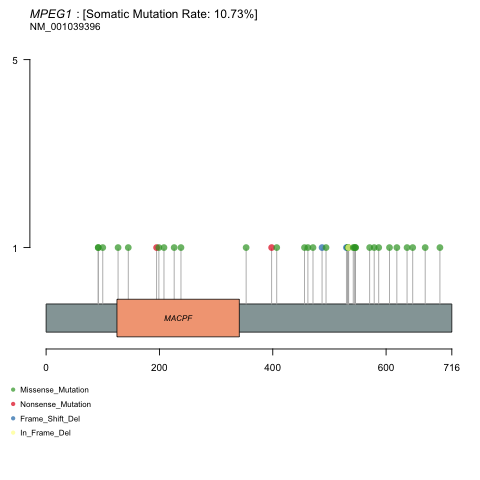 MPEG1 : [Somatic Mutation Rate: 10.73%]
NM_001039396
5
1
MACPF
0 200 400 600 716
Missense_Mutation
Nonsense_Mutation
Frame_Shift_Del
In_Frame_Del